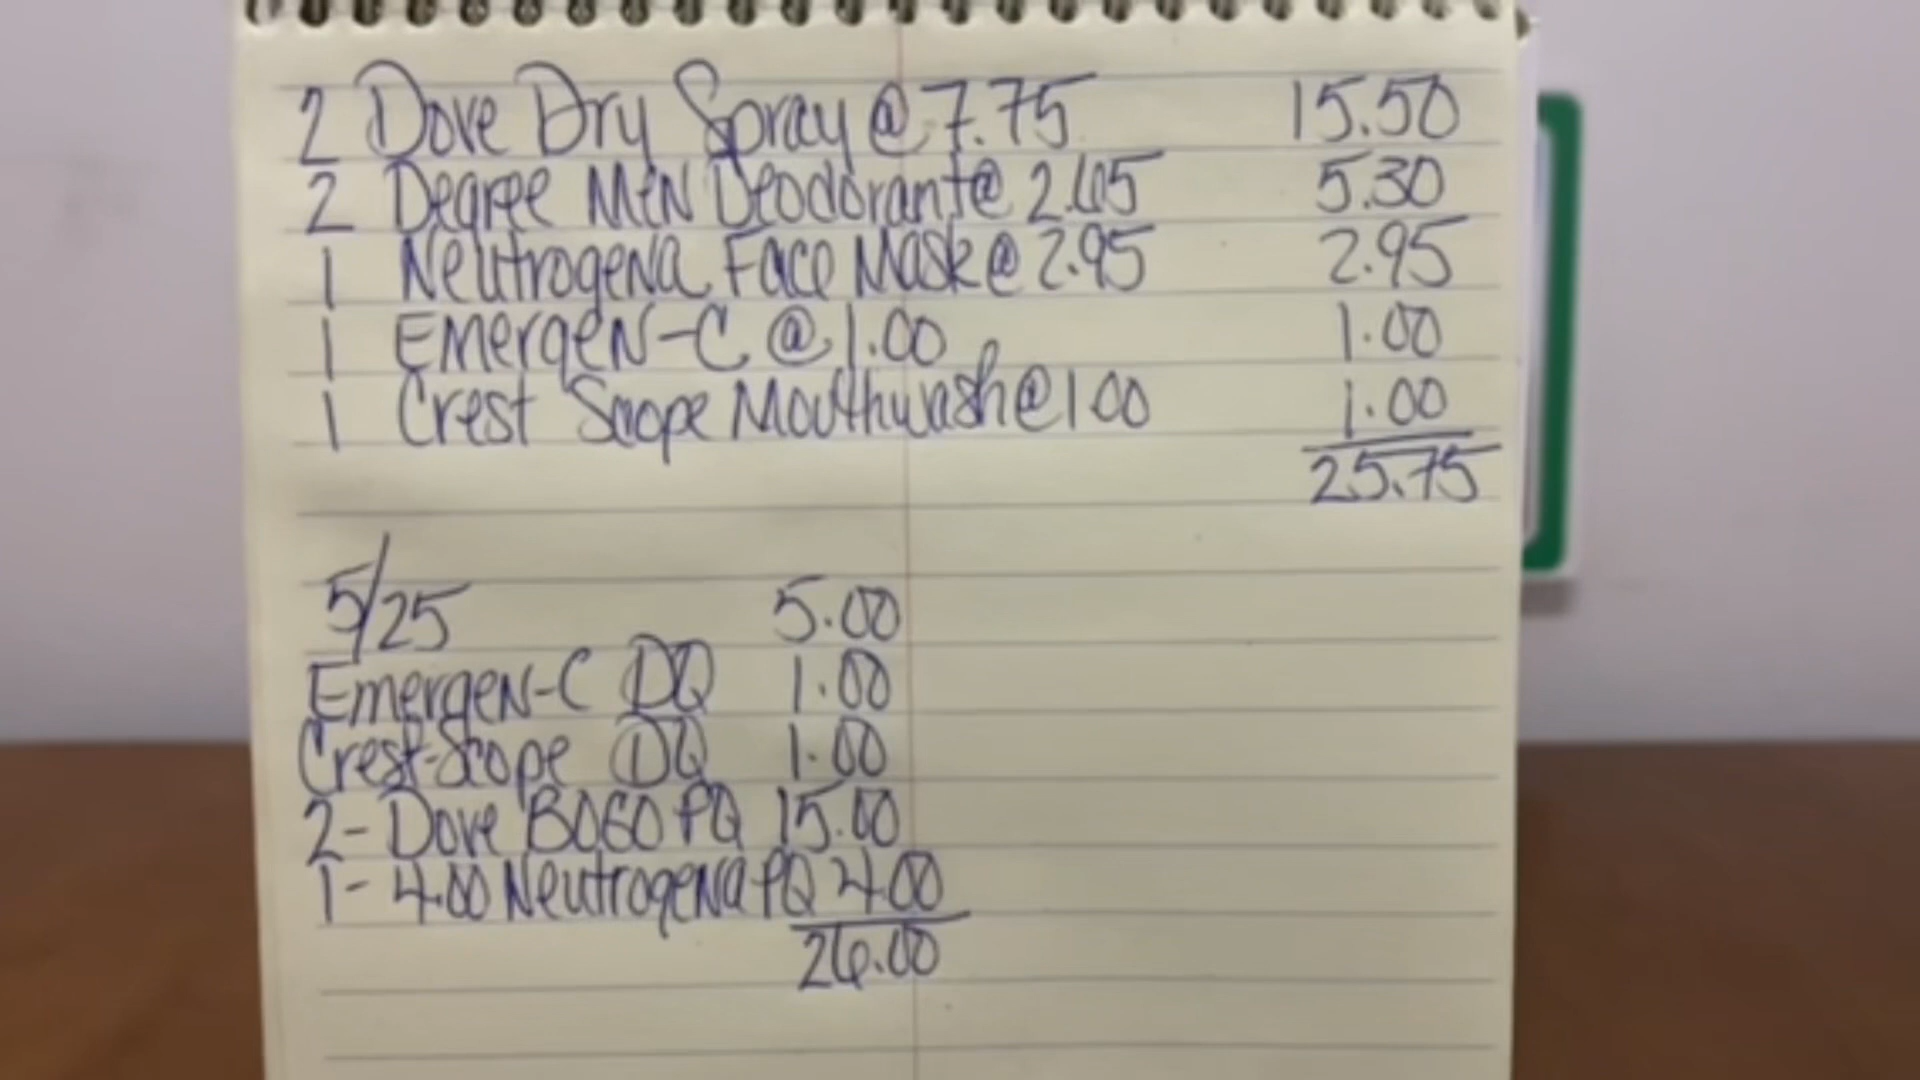 2 Dove Dry Spray @ 7.75 15.50
2 Degree MEN Deodorant @ 2.65 5.30
1 Neutrogena Face Mask @ 2.95 2.95
1 EmergeN-C @ 1.00 1.00
1 Crest Scope Mouthwash @ 1.00 1.00
25.75
5/25 5.00
EmergeN-C DQ 1.00
Crest-Scope DQ 1.00
2- Dove BOGO PQ 15.00
1- 4.00 Neutrogena PQ 4.00
26.00